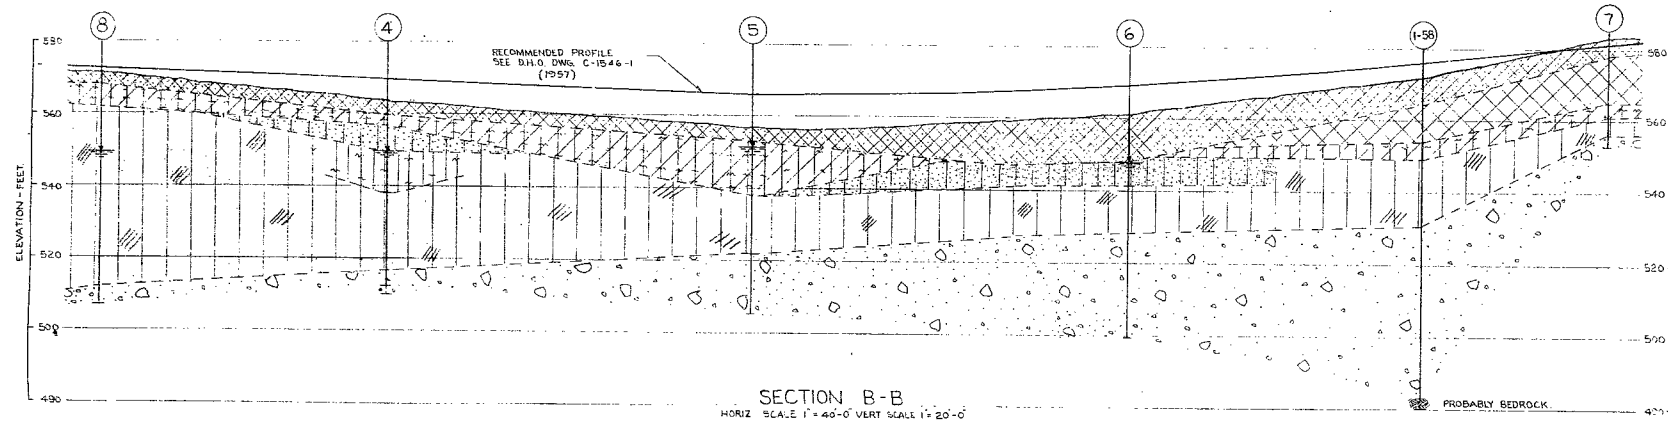 8
4
5
6
1-58
7
RECOMMENDED PROFILE
SEE D.H.O. DWG. C-1546-1
(1957)
580
560
540
520
500
ELEVATION-FEET.
580
560
540
520
500
PROBABLY BEDROCK.
SECTION B-B
HORIZ SCALE 1"=40'-0" VERT SCALE 1"=20'-0"